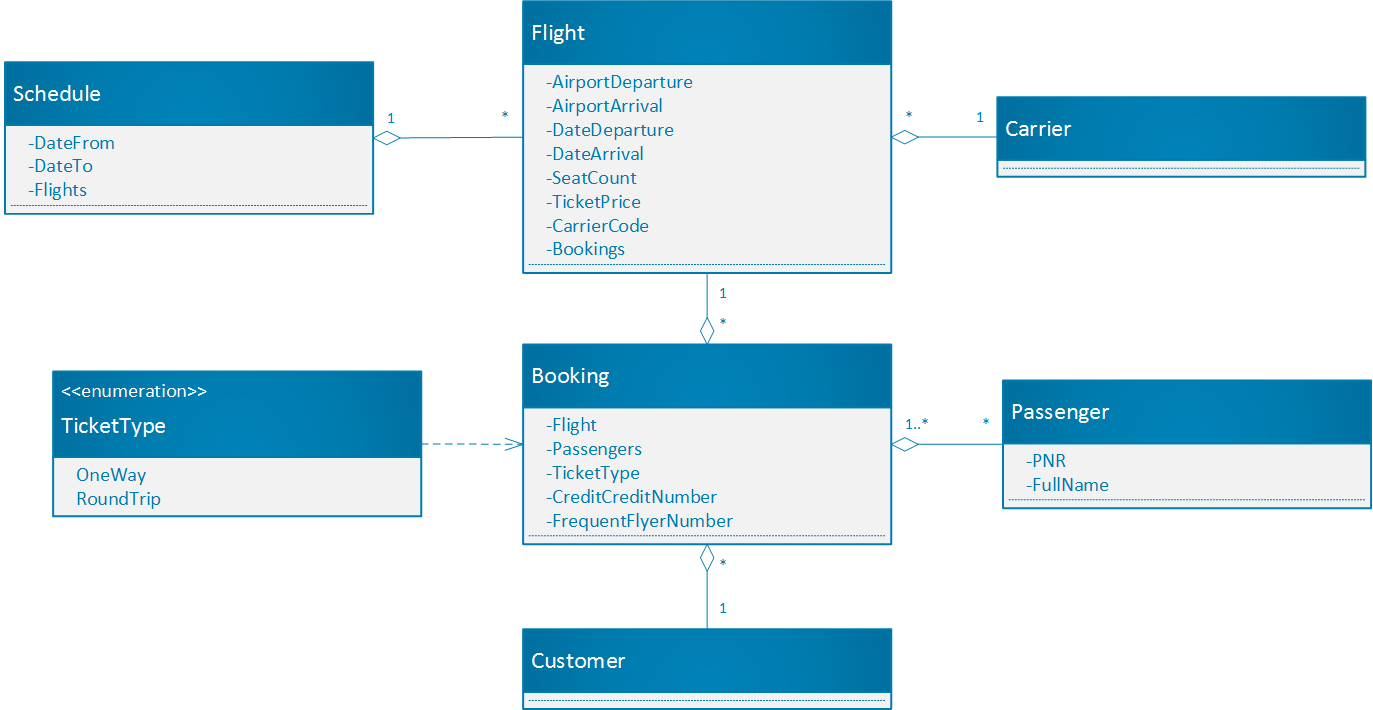 Flight
-AirportDeparture
-AirportArrival
-DateDeparture
-DateArrival
-SeatCount
-TicketPrice
-CarrierCode
-Bookings
Schedule
-DateFrom
-DateTo
-Flights
1
*
*
1
Carrier
1
*
Booking
-Flight
-Passengers
-TicketType
-CreditCreditNumber
-FrequentFlyerNumber
<<enumeration>>
TicketType
OneWay
RoundTrip
1..*
*
Passenger
-PNR
-FullName
*
1
Customer